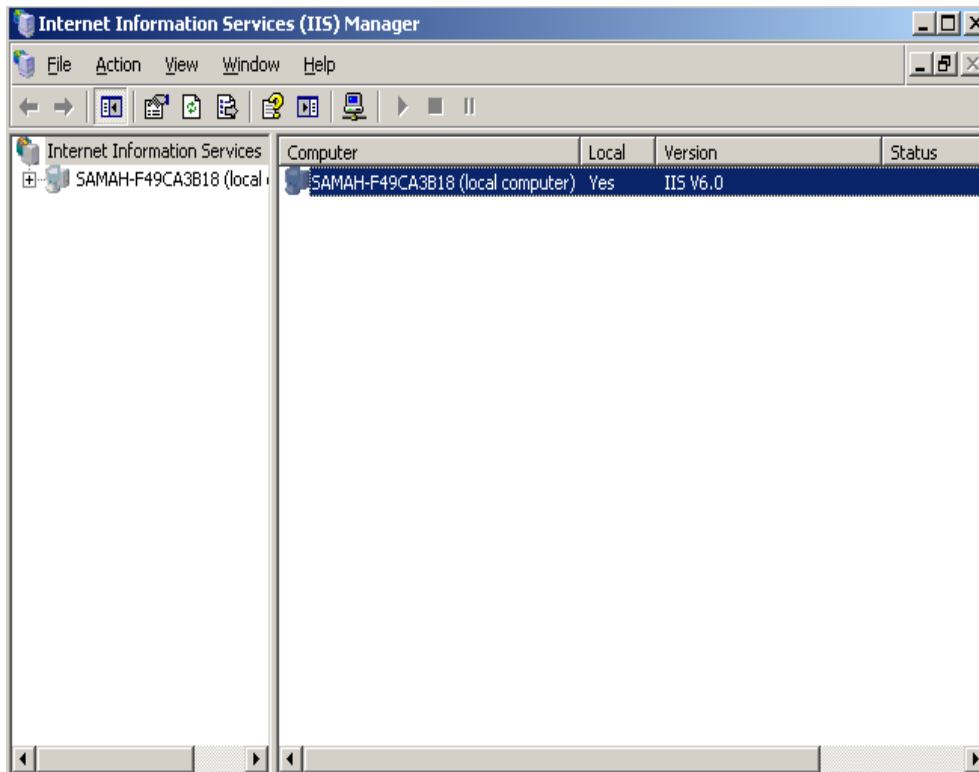 Internet Information Services (IIS) Manager
File Action View Window Help
Internet Information Services
SAMAH-F49CA3B18 (local
Computer Local Version Status
SAMAH-F49CA3B18 (local computer) Yes IIS V6.0